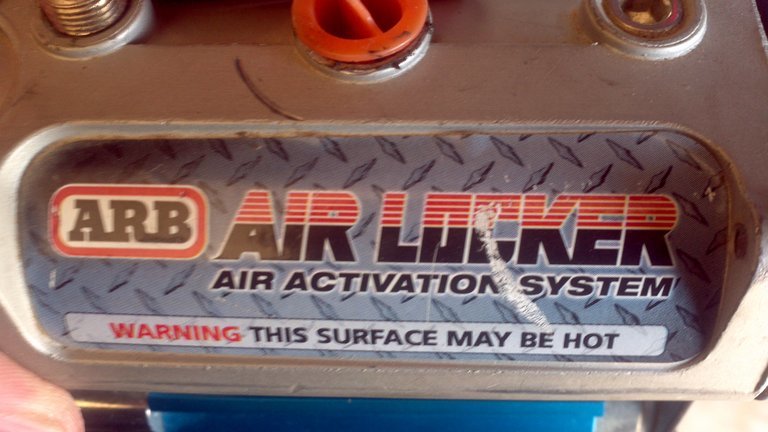 ARB AIR LOCKER
AIR ACTIVATION SYSTEM
WARNING THIS SURFACE MAY BE HOT